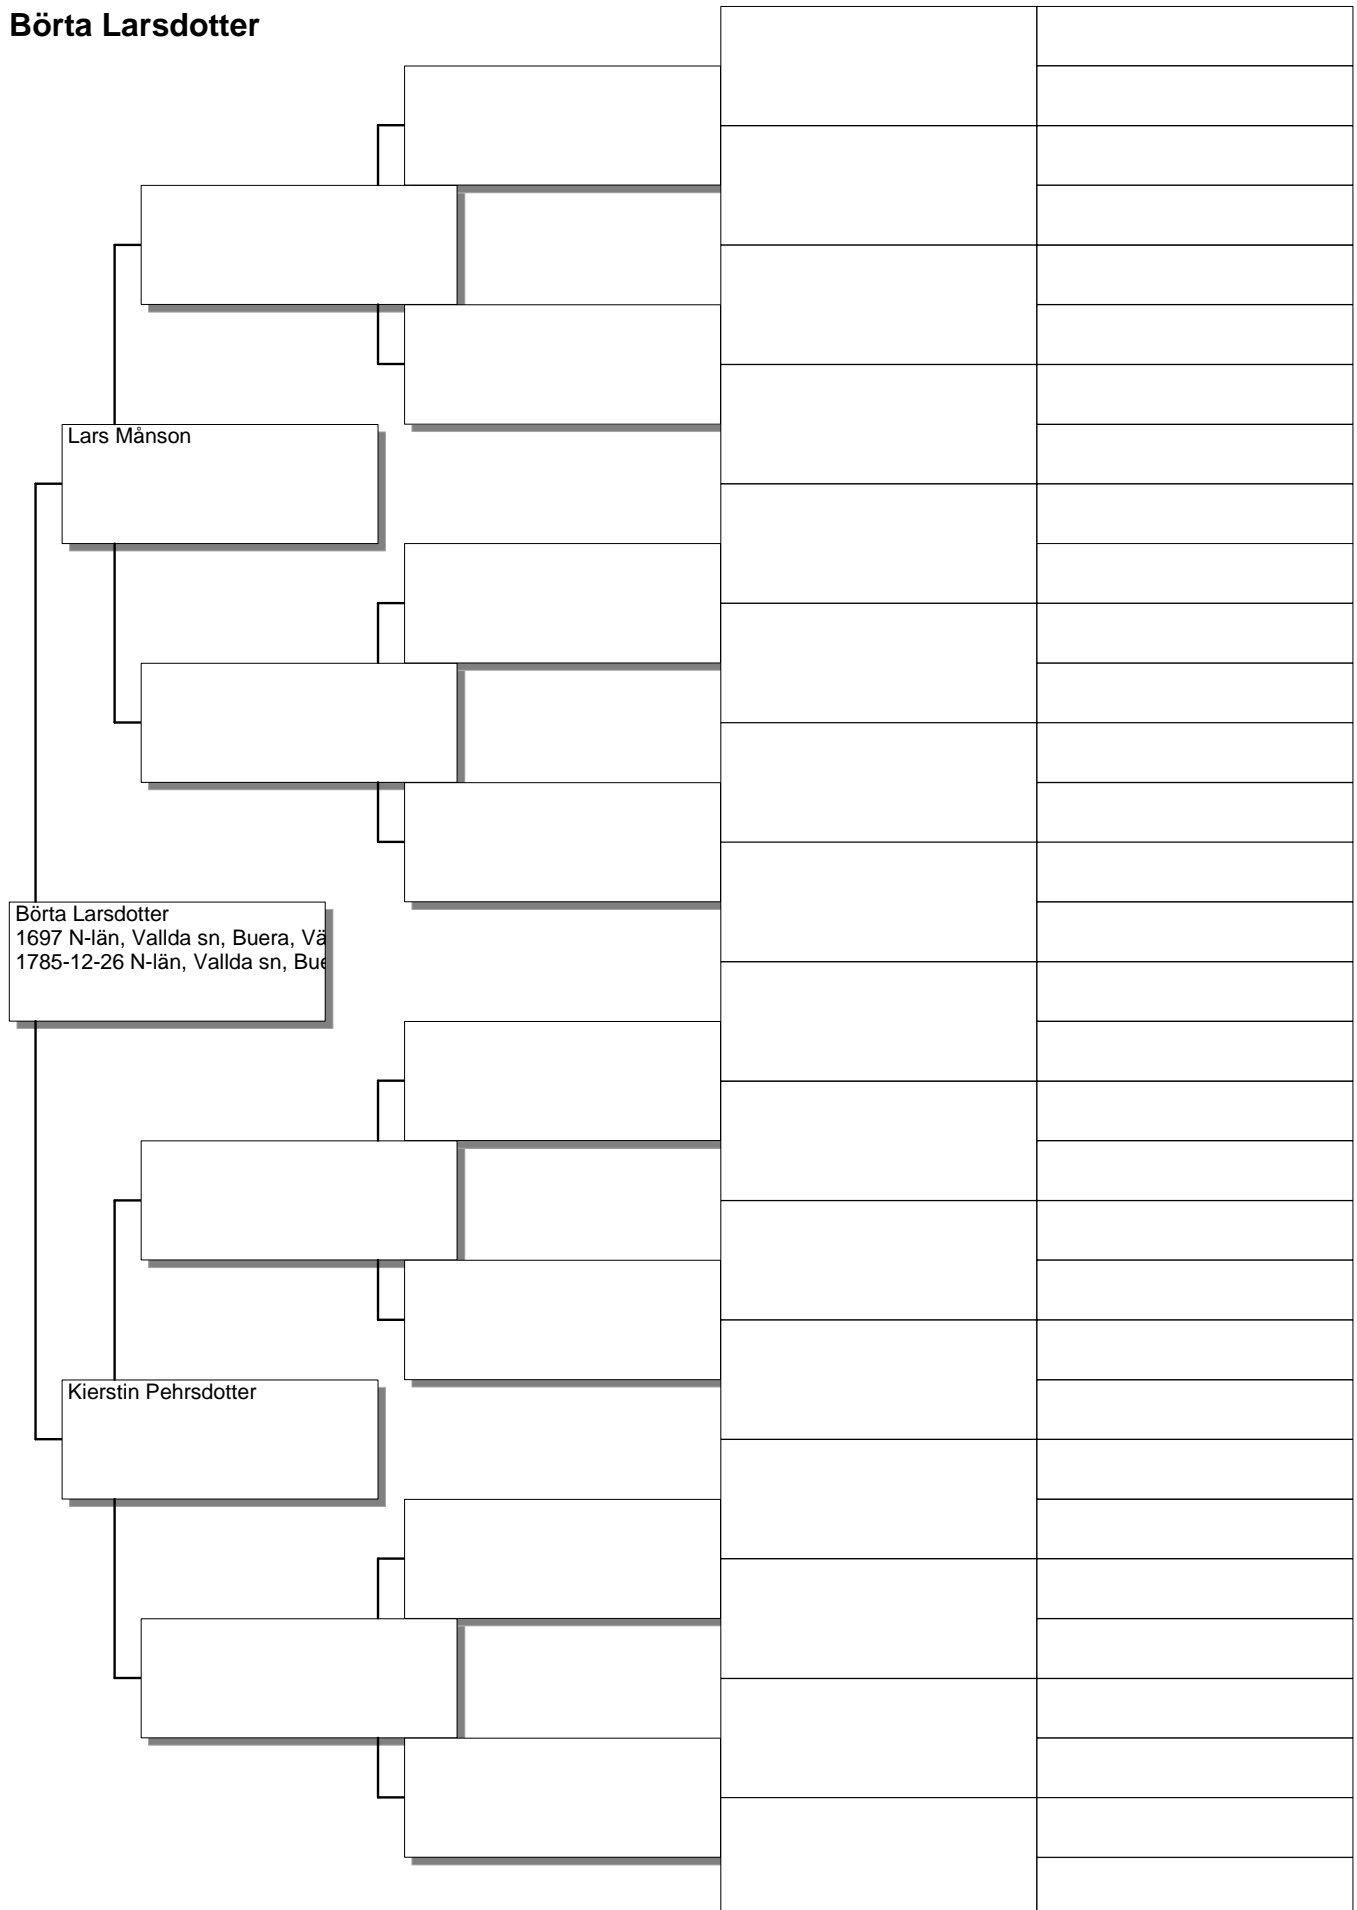 Börta Larsdotter
Lars Månson
Börta Larsdotter
1697 N-län, Vallda sn, Buera, Vä
1785-12-26 N-län, Vallda sn, Bue
Kierstin Pehrsdotter